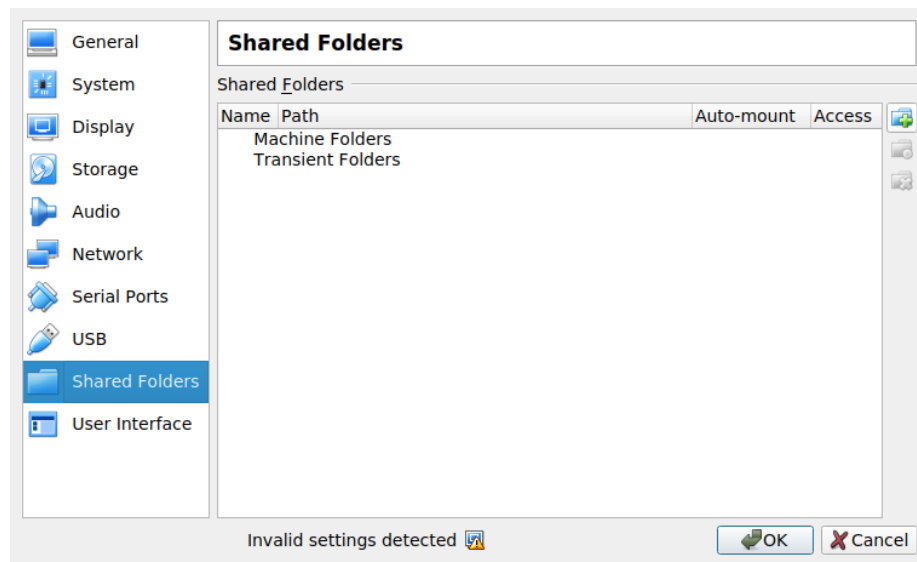 General
System
Display
Storage
Audio
Network
Serial Ports
USB
Shared Folders
User Interface
Shared Folders
Shared Folders
Name Path Auto-mount Access
Machine Folders
Transient Folders
Invalid settings detected
OK
Cancel